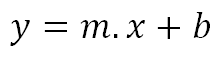 y = m. x + b